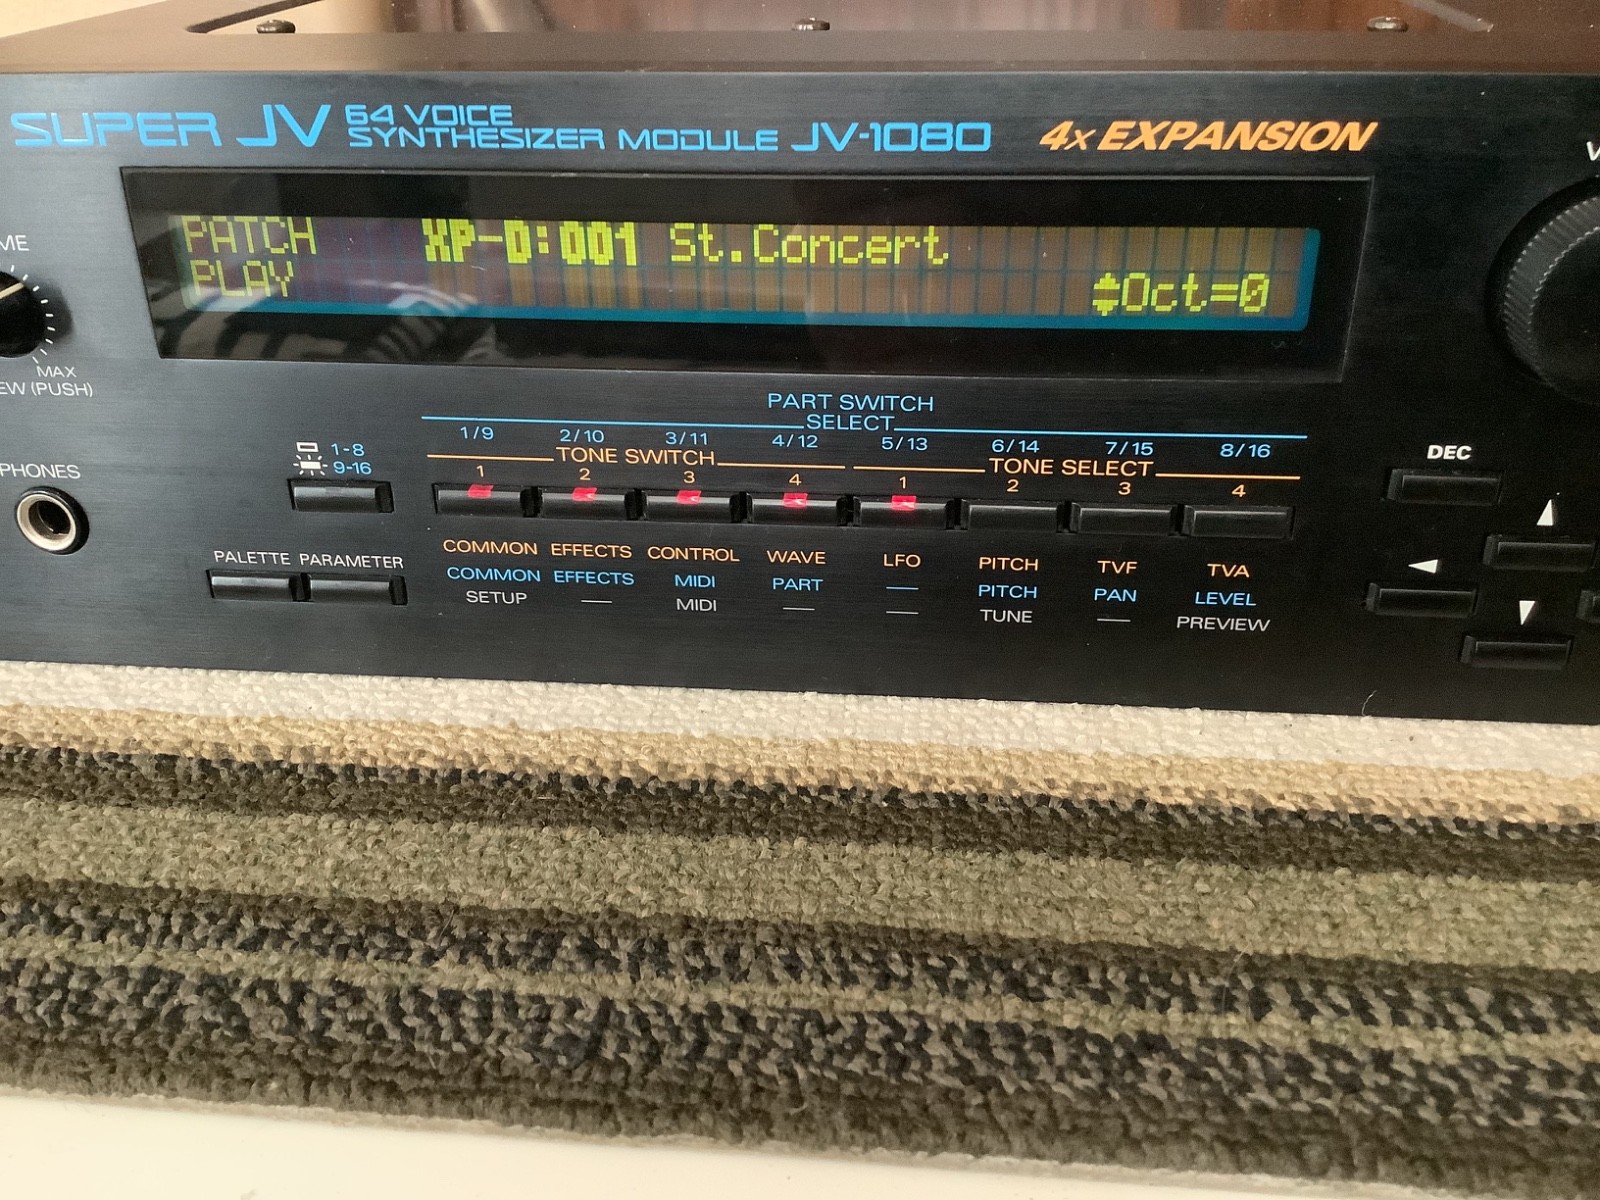 SUPER JV 64 VOICE
SYNTHESIZER MODULE JV-1080 4x EXPANSION
PATCH XP-D:001 St.Concert
PLAY Oct=0
MAX
(PUSH)
PHONES
PART SWITCH
SELECT
1/9 2/10 3/11 4/12 5/13 6/14 7/15 8/16
TONE SWITCH TONE SELECT
1 2 3 4 1 2 3 4
1-8
9-16
DEC
PALETTE PARAMETER
COMMON EFFECTS CONTROL WAVE LFO PITCH TVF TVA
COMMON EFFECTS MIDI PART — PITCH PAN LEVEL
SETUP — MIDI — — TUNE — PREVIEW